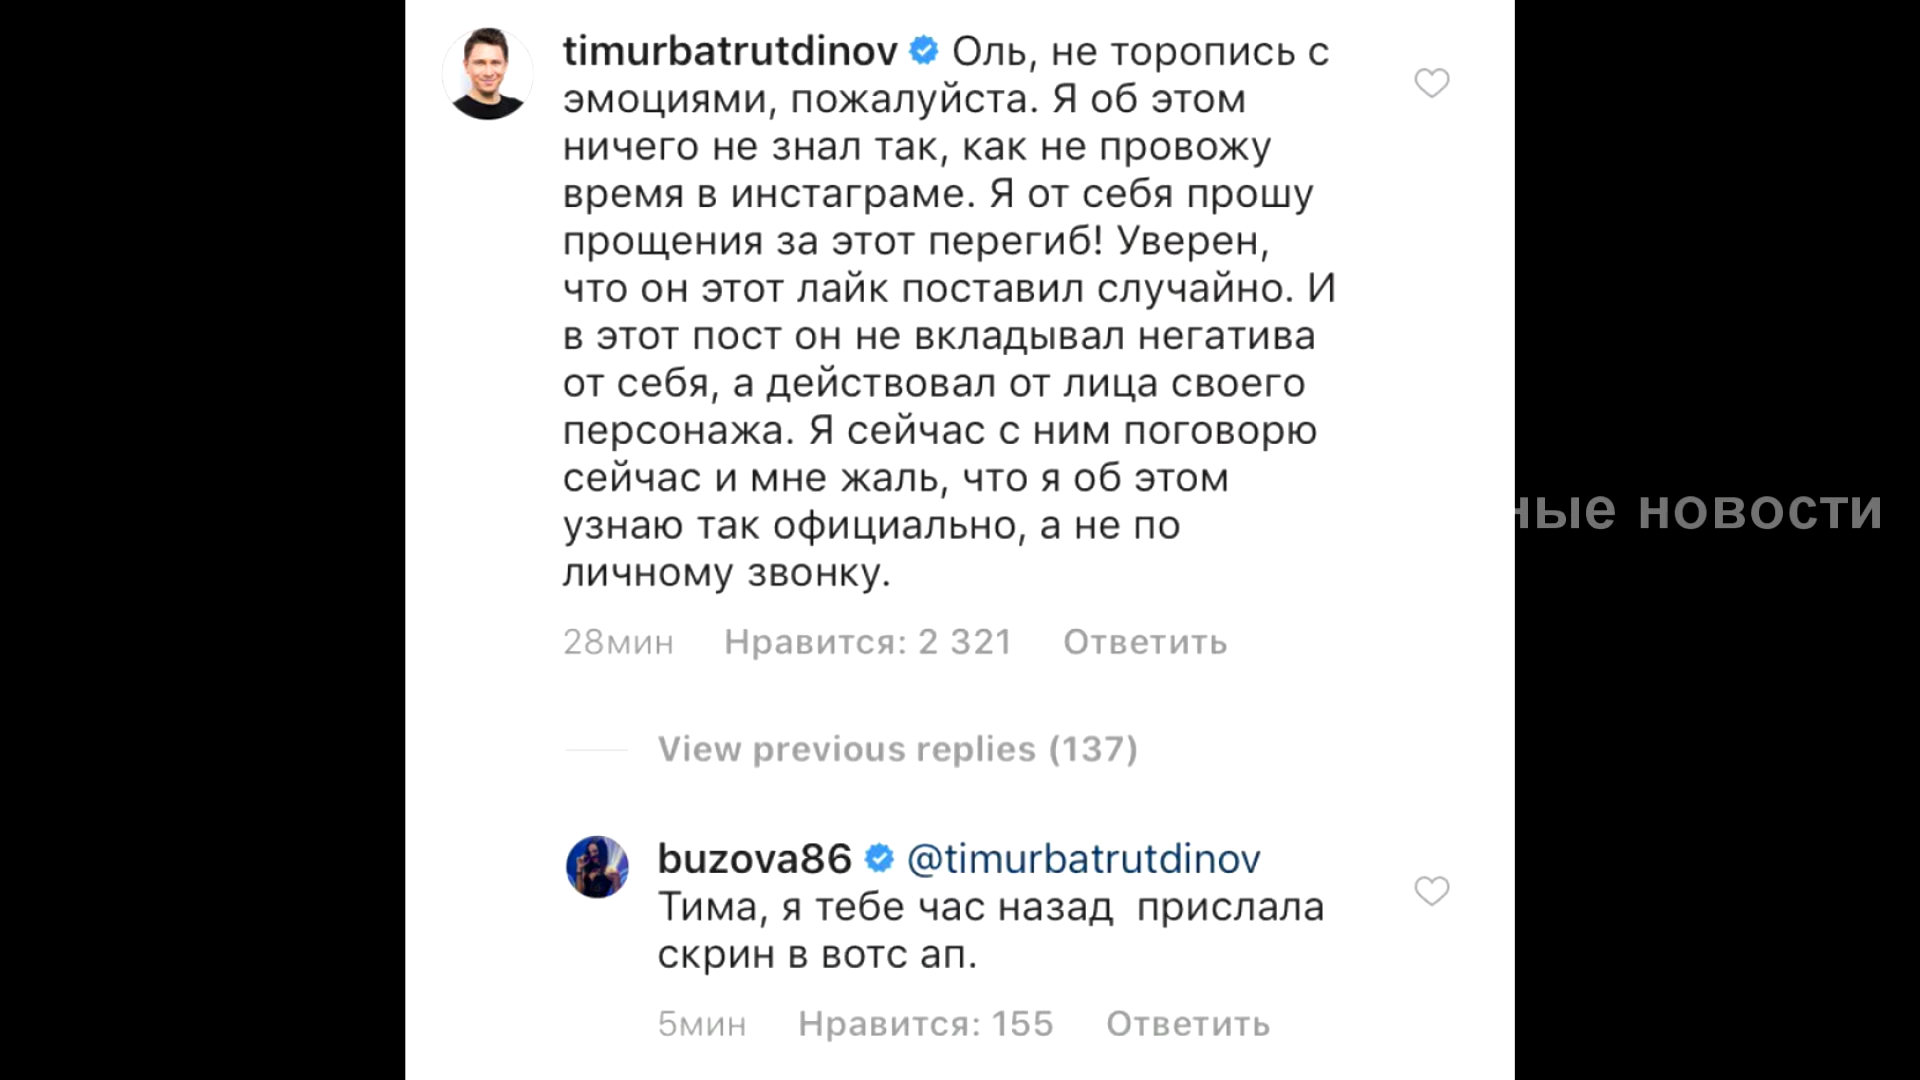 timurbatrutdinov Оль, не торопись с
эмоциями, пожалуйста. Я об этом
ничего не знал так, как не провожу
время в инстаграме. Я от себя прошу
прощения за этот перегиб! Уверен,
что он этот лайк поставил случайно. И
в этот пост он не вкладывал негатива
от себя, а действовал от лица своего
персонажа. Я сейчас с ним поговорю
сейчас и мне жаль, что я об этом
узнаю так официально, а не по
личному звонку.
28мин Нравится: 2 321 Ответить
View previous replies (137)
buzova86 @timurbatrutdinov
Тима, я тебе час назад прислала
скрин в вотс ап.
5мин Нравится: 155 Ответить
новости